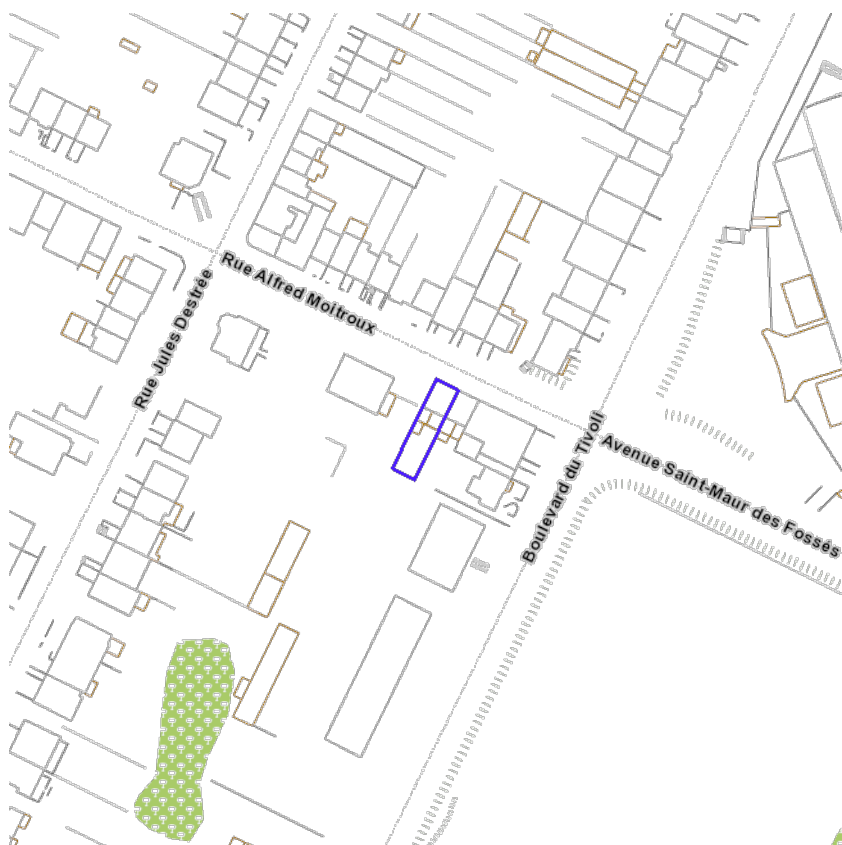 Rue Alfred Moitroux
Rue Jules Destrée
Boulevard du Tivoli
Avenue Saint-Maur des Fossés